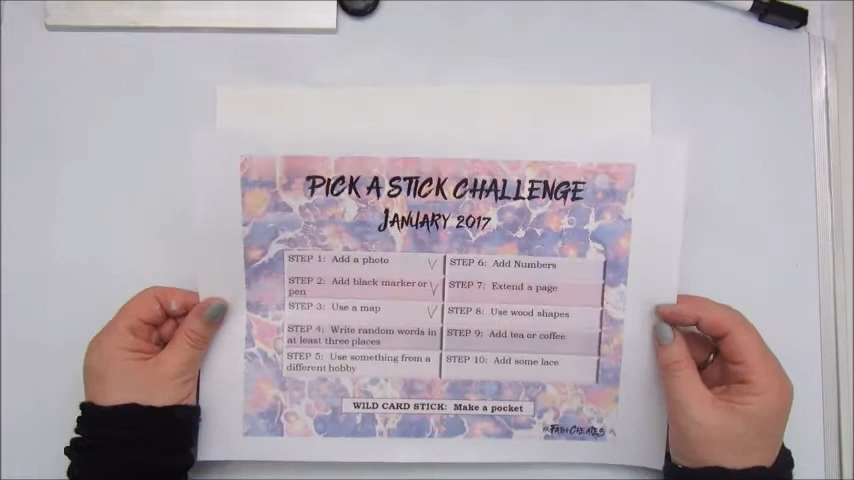 PICK A STICK CHALLENGE
JANUARY 2017
STEP 1: Add a photo
STEP 2: Add black marker or
pen
STEP 3: Use a map
STEP 4: Write random words in
at least three places
STEP 5: Use something from a
different hobby
STEP 6: Add Numbers
STEP 7: Extend a page
STEP 8: Use wood shapes
STEP 9: Add tea or coffee
STEP 10: Add some lace
WILD CARD STICK: Make a pocket